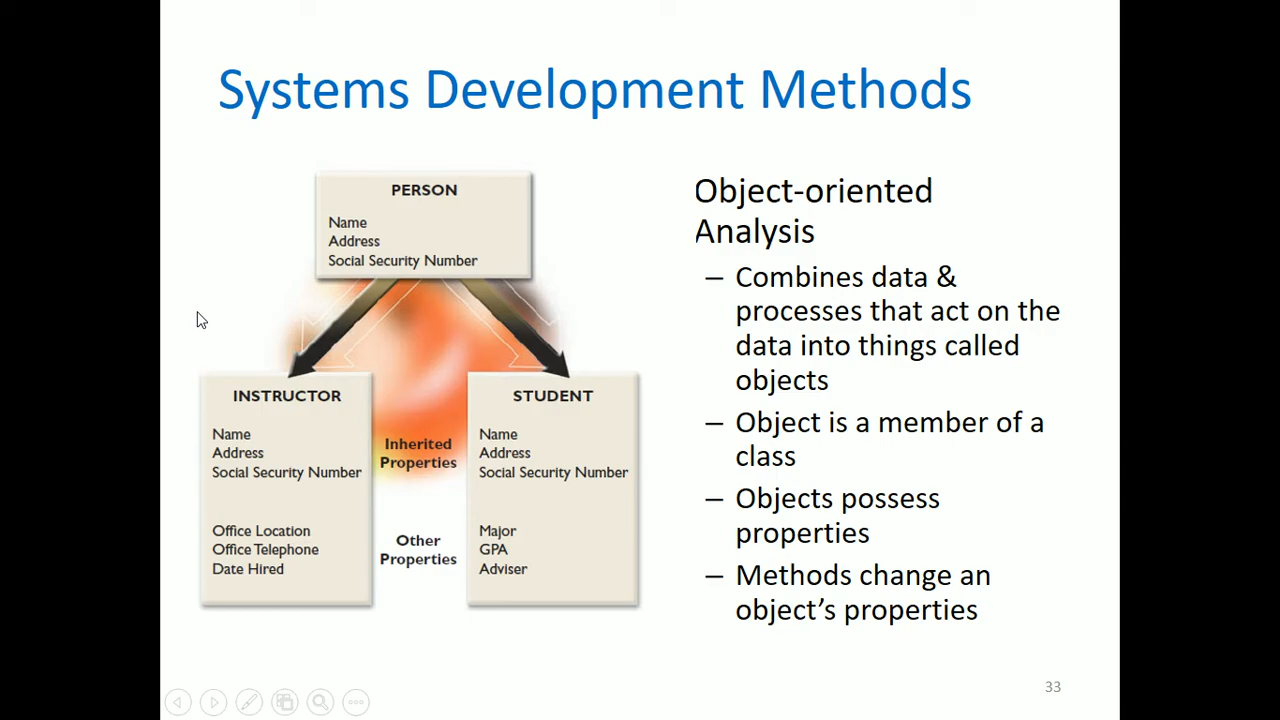 Systems Development Methods
PERSON
Name
Address
Social Security Number
INSTRUCTOR
Name
Address
Social Security Number
Office Location
Office Telephone
Date Hired
Inherited
Properties
Other
Properties
STUDENT
Name
Address
Social Security Number
Major
GPA
Adviser
Object-oriented
Analysis
– Combines data &
processes that act on the
data into things called
objects
– Object is a member of a
class
– Objects possess
properties
– Methods change an
object’s properties
33